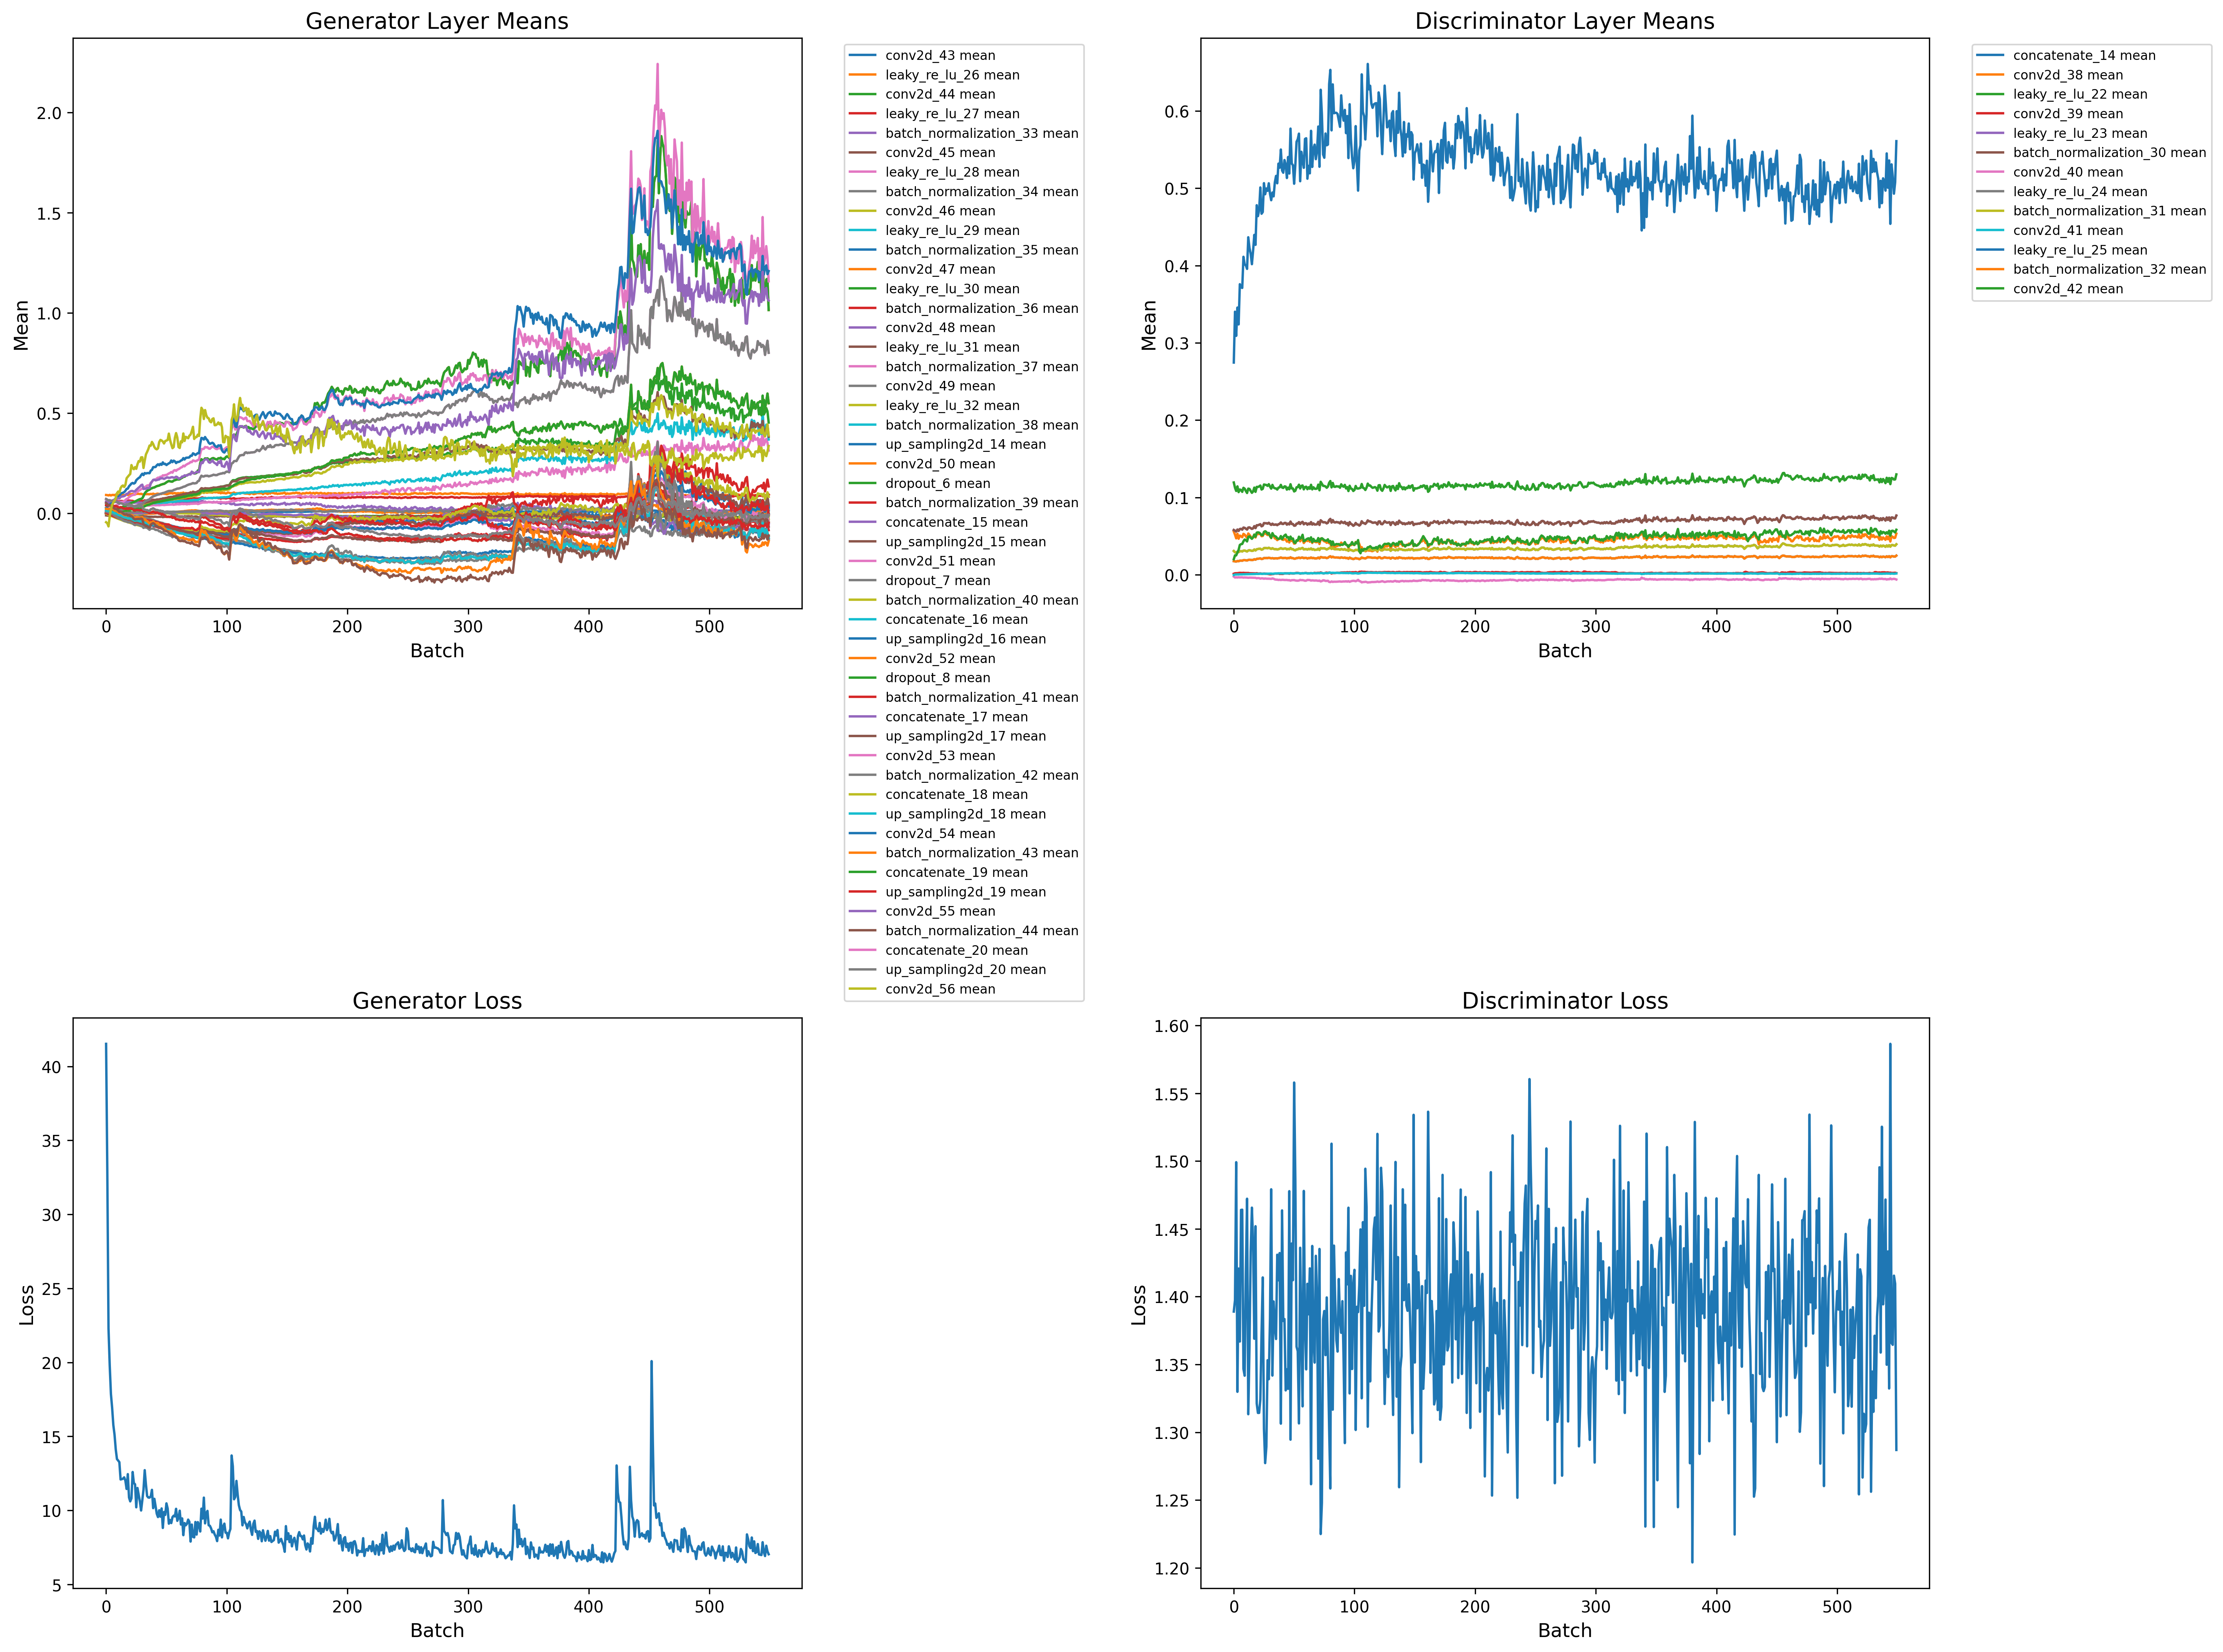 Generator Layer Means
Mean
2.0
1.5
1.0
0.5
0.0
0 100 200 300 400 500
Batch
conv2d_43 mean
leaky_re_lu_26 mean
conv2d_44 mean
leaky_re_lu_27 mean
batch_normalization_33 mean
conv2d_45 mean
leaky_re_lu_28 mean
batch_normalization_34 mean
conv2d_46 mean
leaky_re_lu_29 mean
batch_normalization_35 mean
conv2d_47 mean
leaky_re_lu_30 mean
batch_normalization_36 mean
conv2d_48 mean
leaky_re_lu_31 mean
batch_normalization_37 mean
conv2d_49 mean
leaky_re_lu_32 mean
batch_normalization_38 mean
up_sampling2d_14 mean
conv2d_50 mean
dropout_6 mean
batch_normalization_39 mean
concatenate_15 mean
up_sampling2d_15 mean
conv2d_51 mean
dropout_7 mean
batch_normalization_40 mean
concatenate_16 mean
up_sampling2d_16 mean
conv2d_52 mean
dropout_8 mean
batch_normalization_41 mean
concatenate_17 mean
up_sampling2d_17 mean
conv2d_53 mean
batch_normalization_42 mean
concatenate_18 mean
up_sampling2d_18 mean
conv2d_54 mean
batch_normalization_43 mean
concatenate_19 mean
up_sampling2d_19 mean
conv2d_55 mean
batch_normalization_44 mean
concatenate_20 mean
up_sampling2d_20 mean
conv2d_56 mean
Discriminator Layer Means
Mean
0.6
0.5
0.4
0.3
0.2
0.1
0.0
0 100 200 300 400 500
Batch
concatenate_14 mean
conv2d_38 mean
leaky_re_lu_22 mean
conv2d_39 mean
leaky_re_lu_23 mean
batch_normalization_30 mean
conv2d_40 mean
leaky_re_lu_24 mean
batch_normalization_31 mean
conv2d_41 mean
leaky_re_lu_25 mean
batch_normalization_32 mean
conv2d_42 mean
Generator Loss
Loss
40
35
30
25
20
15
10
5
0 100 200 300 400 500
Batch
Discriminator Loss
Loss
1.60
1.55
1.50
1.45
1.40
1.35
1.30
1.25
1.20
0 100 200 300 400 500
Batch